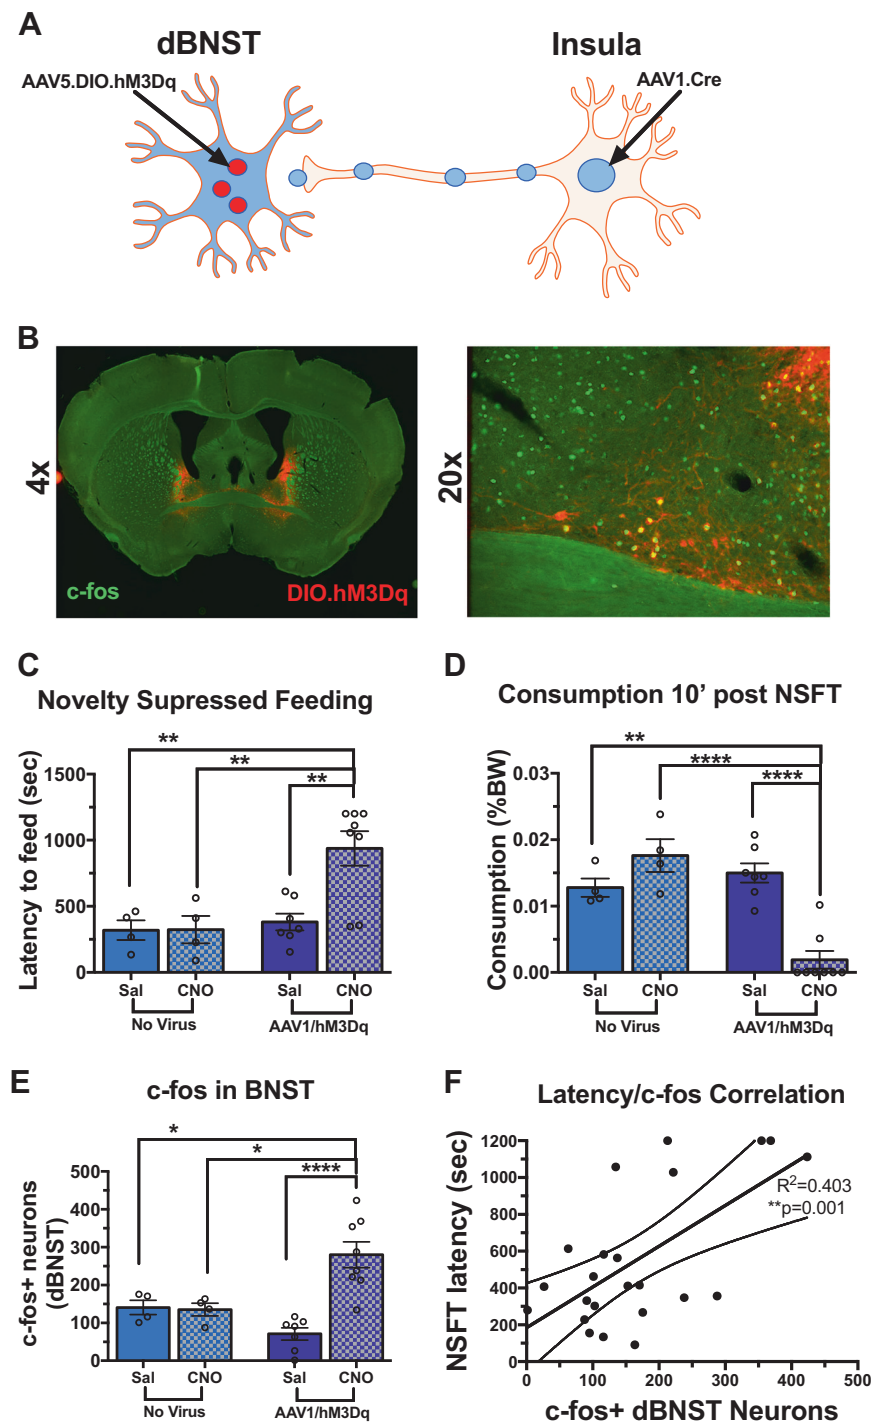 A
dBNST
Insula
AAV5.DIO.hM3Dq
AAV1.Cre
B
4x
c-fos
DIO.hM3Dq
20x
C
Novelty Supressed Feeding
Latency to feed (sec)
1500
1000
500
0
**
**
**
Sal
CNO
Sal
CNO
No Virus
AAV1/hM3Dq
D
Consumption 10’ post NSFT
Consumption (%BW)
0.03
0.02
0.01
0.00
**
****
****
Sal
CNO
Sal
CNO
No Virus
AAV1/hM3Dq
E
c-fos in BNST
c-fos+ neurons
(dBNST)
500
400
300
200
100
0
*
*
****
Sal
CNO
Sal
CNO
No Virus
AAV1/hM3Dq
F
Latency/c-fos Correlation
NSFT latency (sec)
1200
1000
800
600
400
200
0
R²=0.403
**p=0.001
0
100
200
300
400
500
c-fos+ dBNST Neurons